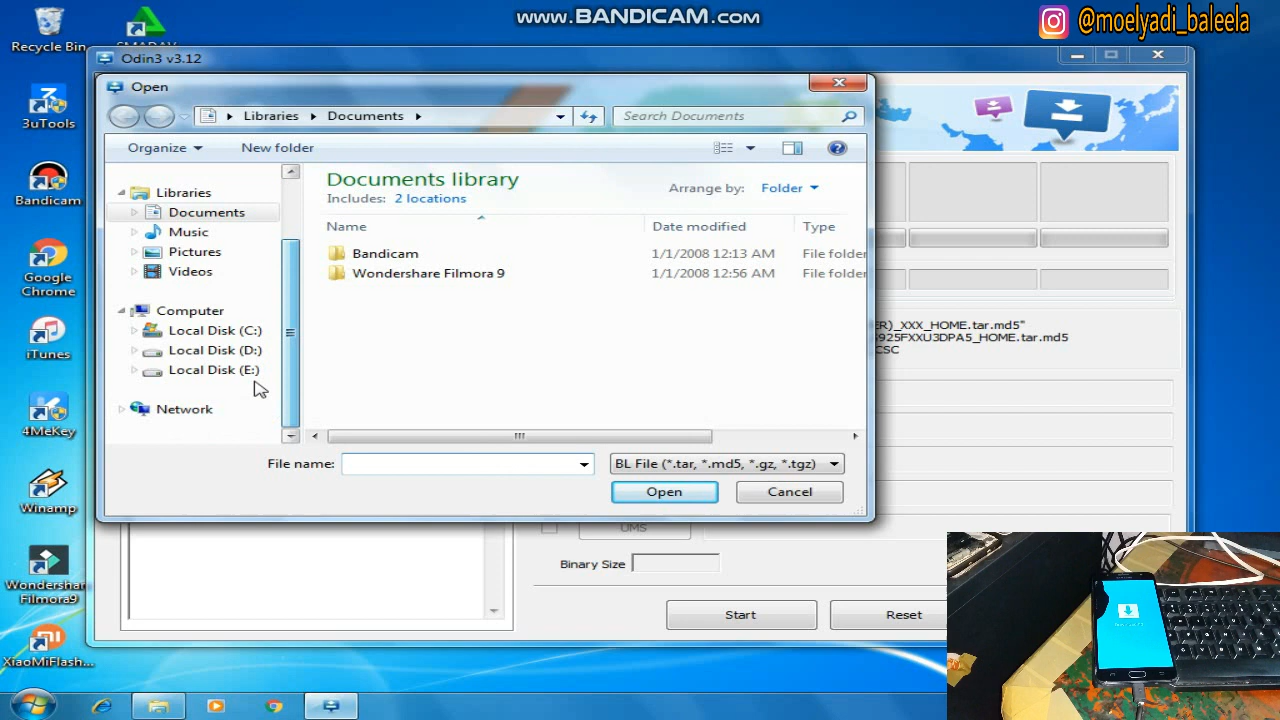 www.BANDICAM.com
@moelyadi_baleela
Recycle Bin
SMADAV
3uTools
Bandicam
Google
Chrome
iTunes
4MeKey
Winamp
Wondershar
Filmora9
XiaoMiFlash...
Odin3 v3.12
Open
Libraries
Documents
Search Documents
Organize
New folder
Libraries
Documents
Music
Pictures
Videos
Computer
Local Disk (C:)
Local Disk (D:)
Local Disk (E:)
Network
Documents library
Includes: 2 locations
Arrange by: Folder
Name Date modified Type
Bandicam 1/1/2008 12:13 AM File folder
Wondershare Filmora 9 1/1/2008 12:56 AM File folder
File name:
BL File (*.tar, *.md5, *.gz, *.tgz)
Open Cancel
ER)_XXX_HOME.tar.md5"
925FXXU3DPA5_HOME.tar.md5
CSC
UMS
Binary Size
Start Reset